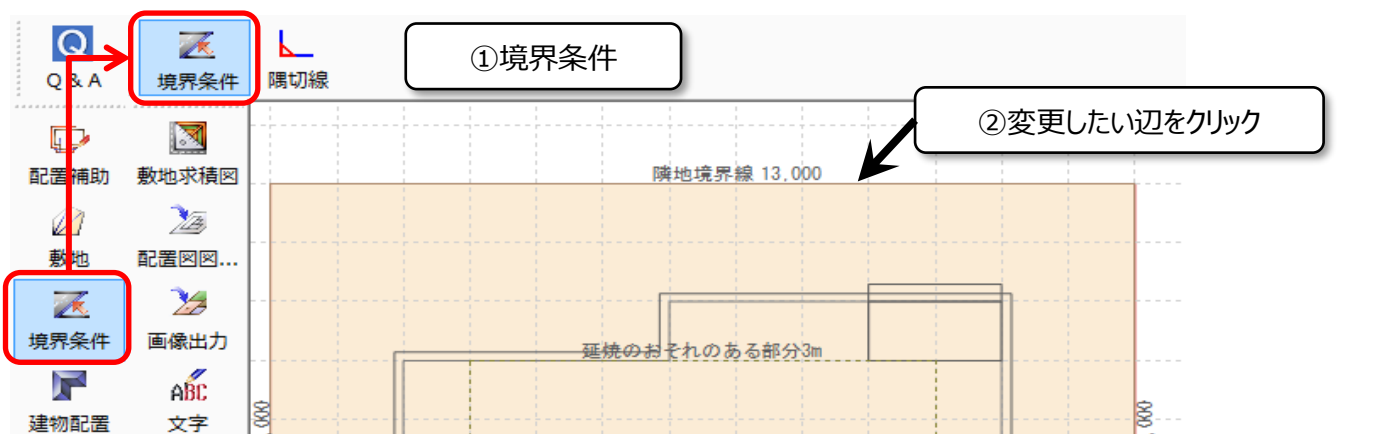 Q & A
境界条件
隅切線
①境界条件
②変更したい辺をクリック
配置補助
敷地求積図
隣地境界線 13,000
敷地
配置図図...
境界条件
画像出力
延焼のおそれのある部分3m
建物配置
ABC
文字
000
000